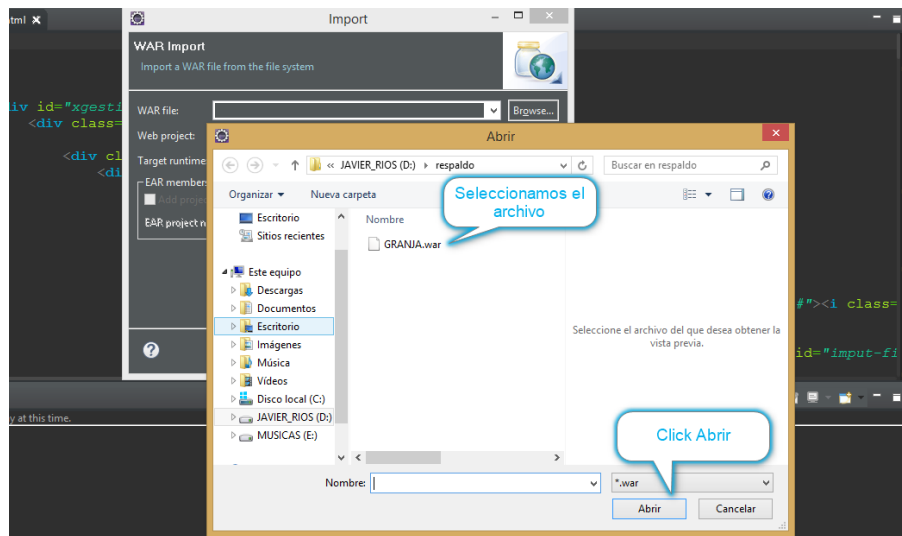 tml
Import
WAR Import
Import a WAR file from the file system
WAR file:
Browse...
Web project:
Target runtime
EAR members
Add projec
EAR project n
iv id="xgesti
<div class=
<div cl
<di
#"><i class=
id="imput-fi
y at this time.
Abrir
« JAVIER_RIOS (D:) ▸ respaldo
Buscar en respaldo
Organizar
Nueva carpeta
Escritorio
Sitios recientes
Este equipo
Descargas
Documentos
Escritorio
Imágenes
Música
Vídeos
Disco local (C:)
JAVIER_RIOS (D:)
MUSICAS (E:)
Nombre
GRANJA.war
Seleccionamos el
archivo
Seleccione el archivo del que desea obtener la
vista previa.
Click Abrir
Nombre:
*.war
Abrir
Cancelar